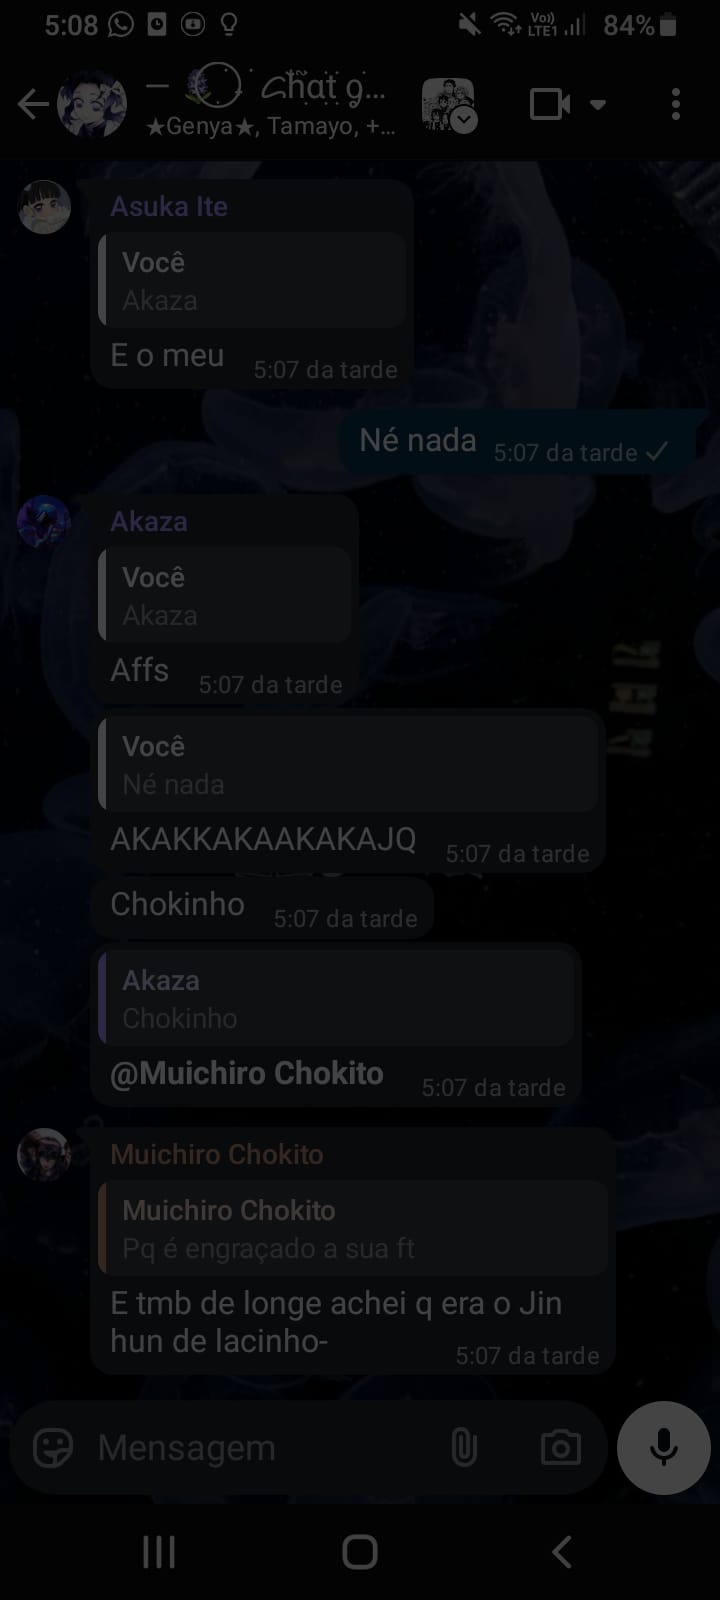 5:08 Vo)) LTE1 84%
Chat g...
★Genya★, Tamayo, +...
Asuka Ite
Você
Akaza
E o meu 5:07 da tarde
Né nada 5:07 da tarde
Akaza
Você
Akaza
Affs 5:07 da tarde
Você
Né nada
AKAKKAKAAKAKAJQ 5:07 da tarde
Chokinho 5:07 da tarde
Akaza
Chokinho
@Muichiro Chokito 5:07 da tarde
Muichiro Chokito
Muichiro Chokito
Pq é engraçado a sua ft
E tmb de longe achei q era o Jin
hun de lacinho- 5:07 da tarde
Mensagem